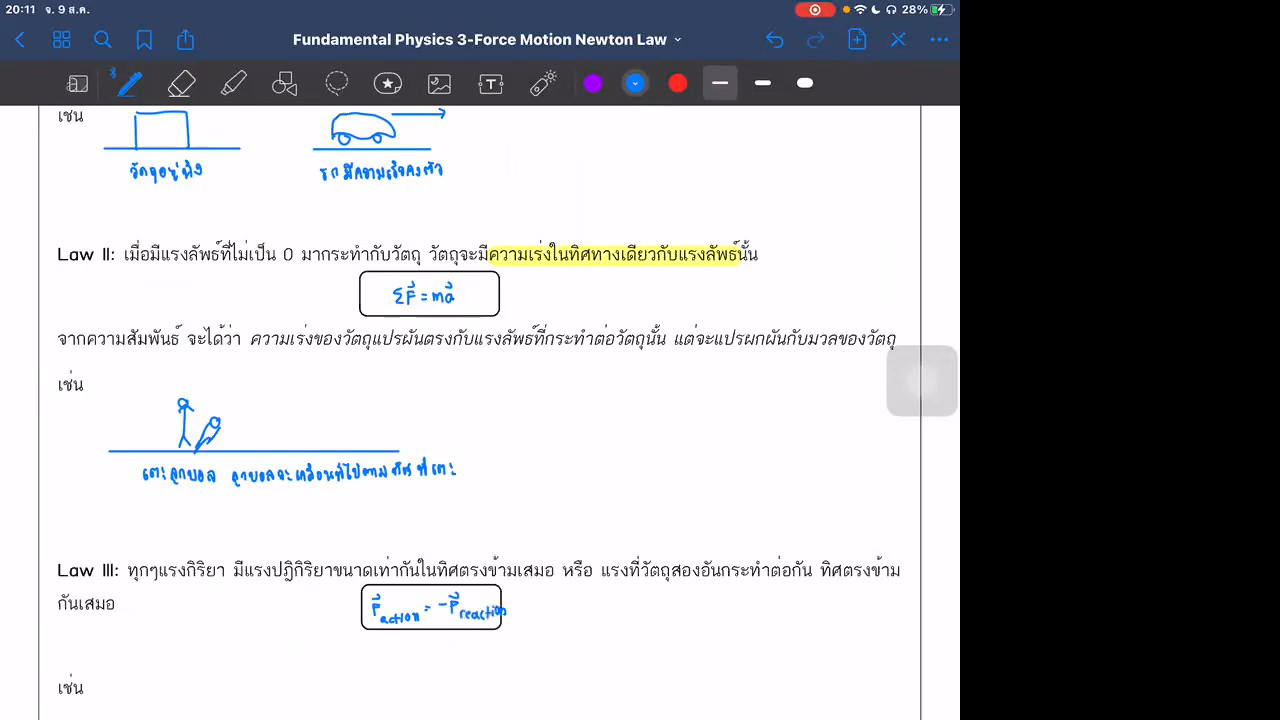 20:11 จ. 9 ส.ค. 28%
Fundamental Physics 3-Force Motion Newton Law
เช่น
วัตถุอยู่นิ่ง รถมีความเร็วคงตัว
Law II: เมื่อมีแรงลัพธ์ที่ไม่เป็น 0 มากระทำกับวัตถุ วัตถุจะมีความเร่งในทิศทางเดียวกับแรงลัพธ์นั้น
ΣF⃗ = ma⃗
จากความสัมพันธ์ จะได้ว่า ความเร่งของวัตถุแปรผันตรงกับแรงลัพธ์ที่กระทำต่อวัตถุนั้น แต่จะแปรผกผันกับมวลของวัตถุ
เช่น
เตะลูกบอล ลูกบอลจะเคลื่อนที่ไปตามทิศที่เตะ
Law III: ทุกๆแรงกิริยา มีแรงปฏิกิริยาขนาดเท่ากันในทิศตรงข้ามเสมอ หรือ แรงที่วัตถุสองอันกระทำต่อกัน ทิศตรงข้าม
กันเสมอ
F⃗action = -F⃗reaction
เช่น